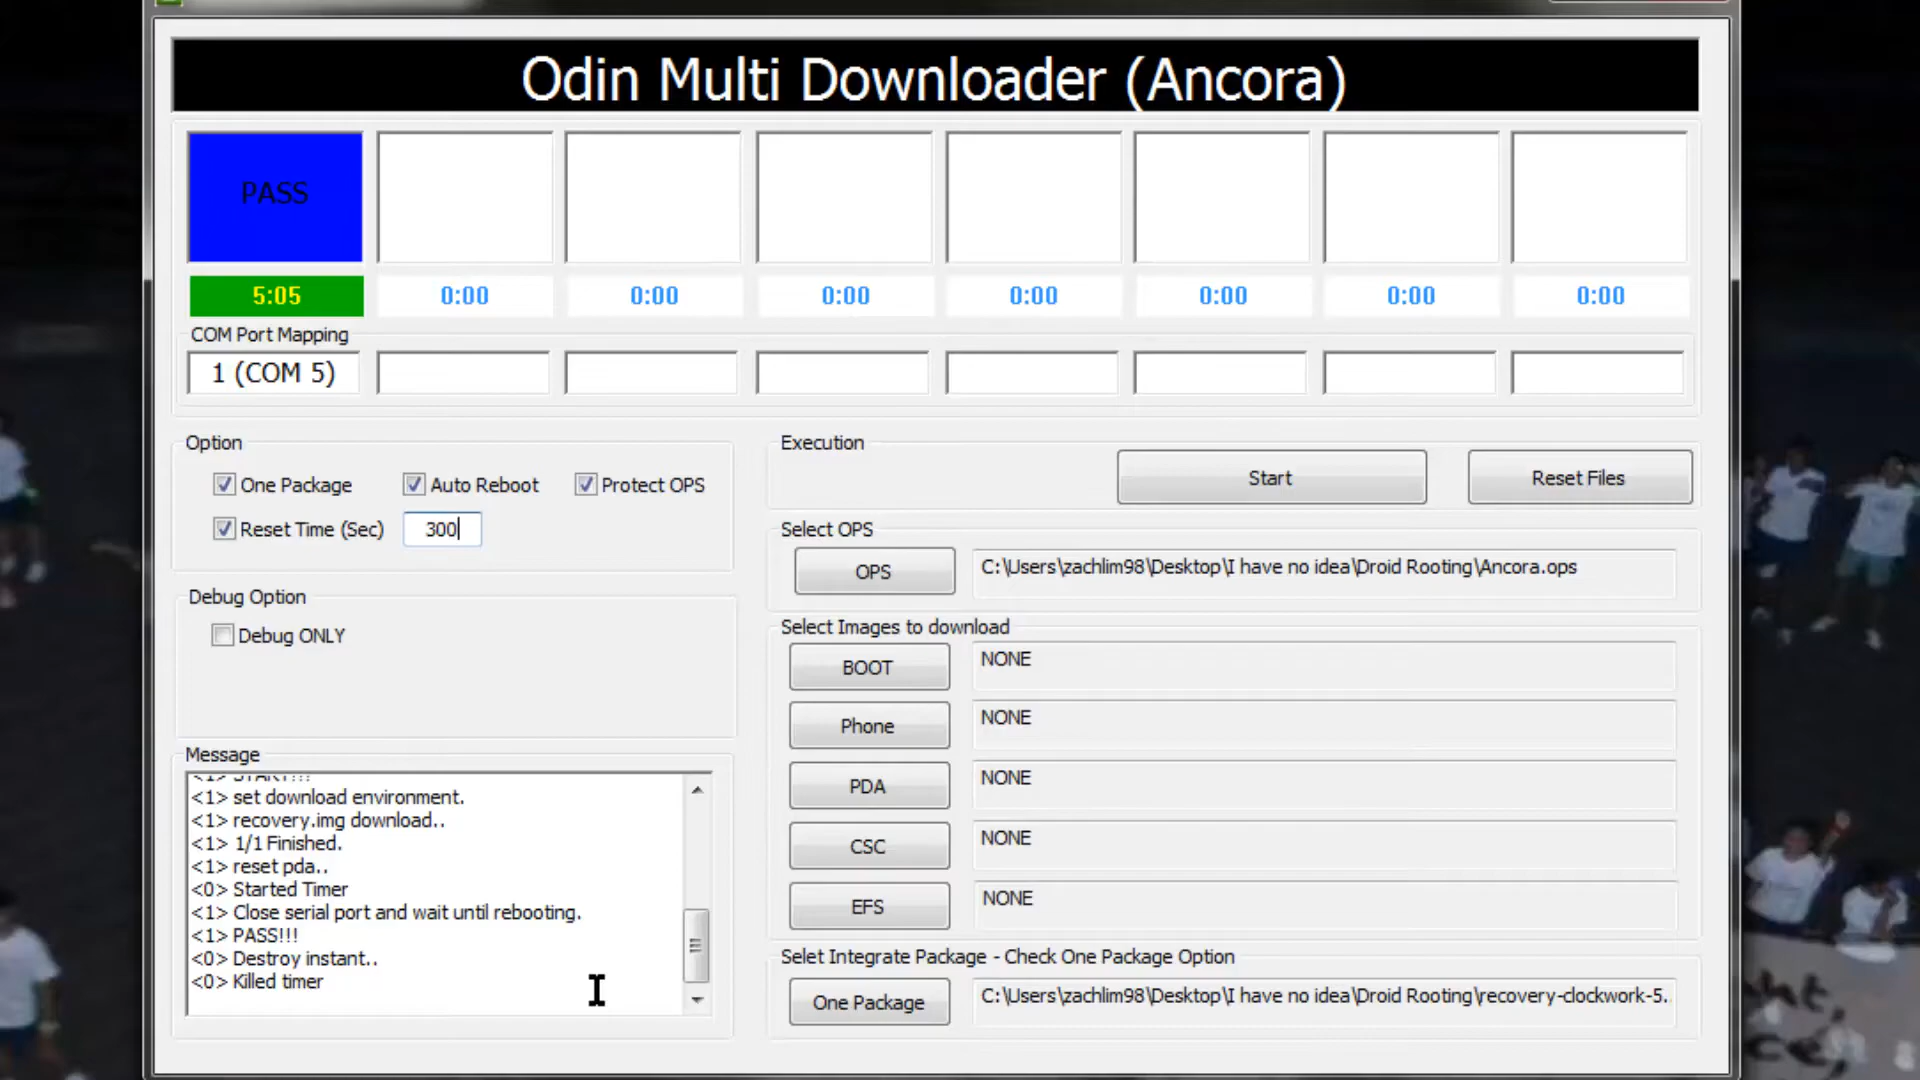 Odin Multi Downloader (Ancora)
PASS
5:05 0:00 0:00 0:00 0:00 0:00 0:00 0:00
COM Port Mapping
1 (COM 5)
Option
One Package Auto Reboot Protect OPS
Reset Time (Sec) 300
Debug Option
Debug ONLY
Message
<1> START!!!
<1> set download environment.
<1> recovery.img download..
<1> 1/1 Finished.
<1> reset pda..
<0> Started Timer
<1> Close serial port and wait until rebooting.
<1> PASS!!!
<0> Destroy instant..
<0> Killed timer
Execution
Start Reset Files
Select OPS
OPS C:\Users\zachlim98\Desktop\I have no idea\Droid Rooting\Ancora.ops
Select Images to download
BOOT NONE
Phone NONE
PDA NONE
CSC NONE
EFS NONE
Selet Integrate Package - Check One Package Option
One Package C:\Users\zachlim98\Desktop\I have no idea\Droid Rooting\recovery-clockwork-5.